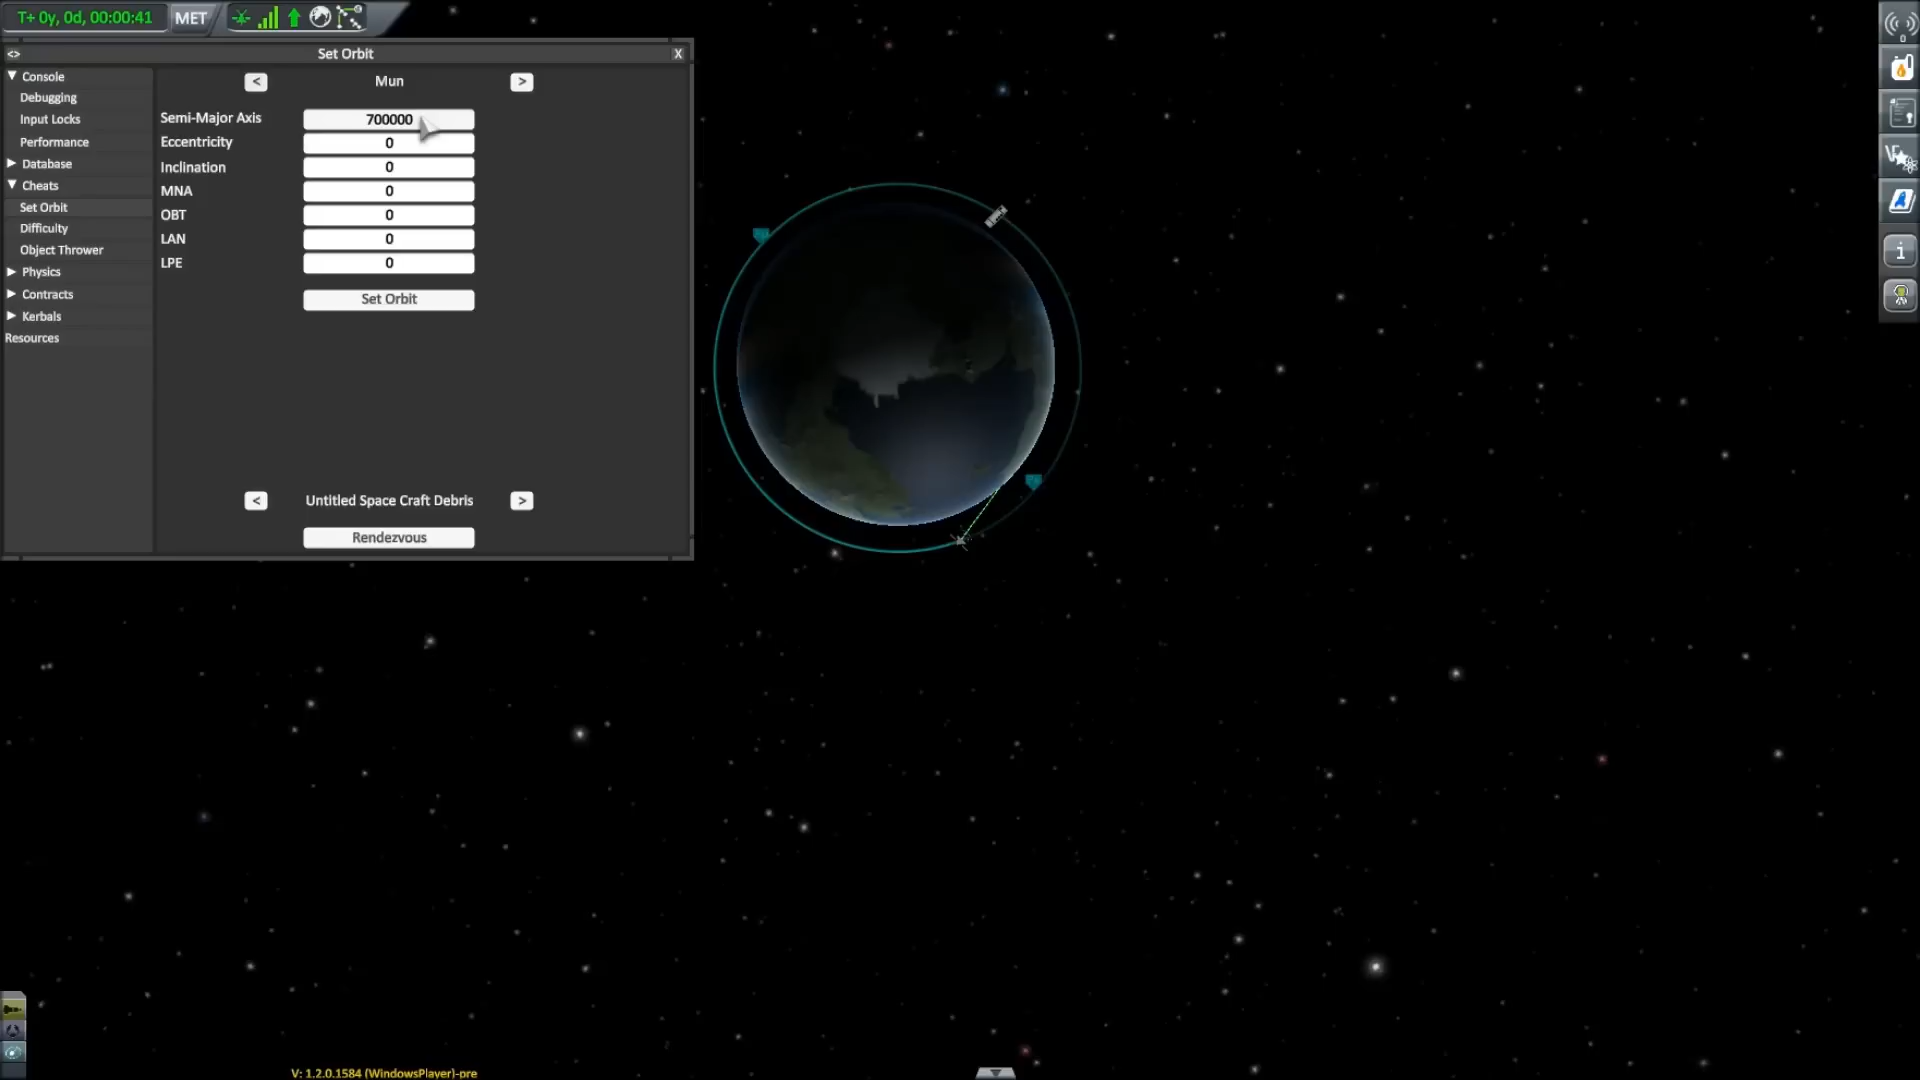 T+ 0y, 0d, 00:00:41 MET
<> Set Orbit X
Console
Debugging
Input Locks
Performance
Database
Cheats
Set Orbit
Difficulty
Object Thrower
Physics
Contracts
Kerbals
Resources
< Mun >
Semi-Major Axis 700000
Eccentricity 0
Inclination 0
MNA 0
OBT 0
LAN 0
LPE 0
Set Orbit
< Untitled Space Craft Debris >
Rendezvous
0
i
V: 1.2.0.1584 (WindowsPlayer)-pre